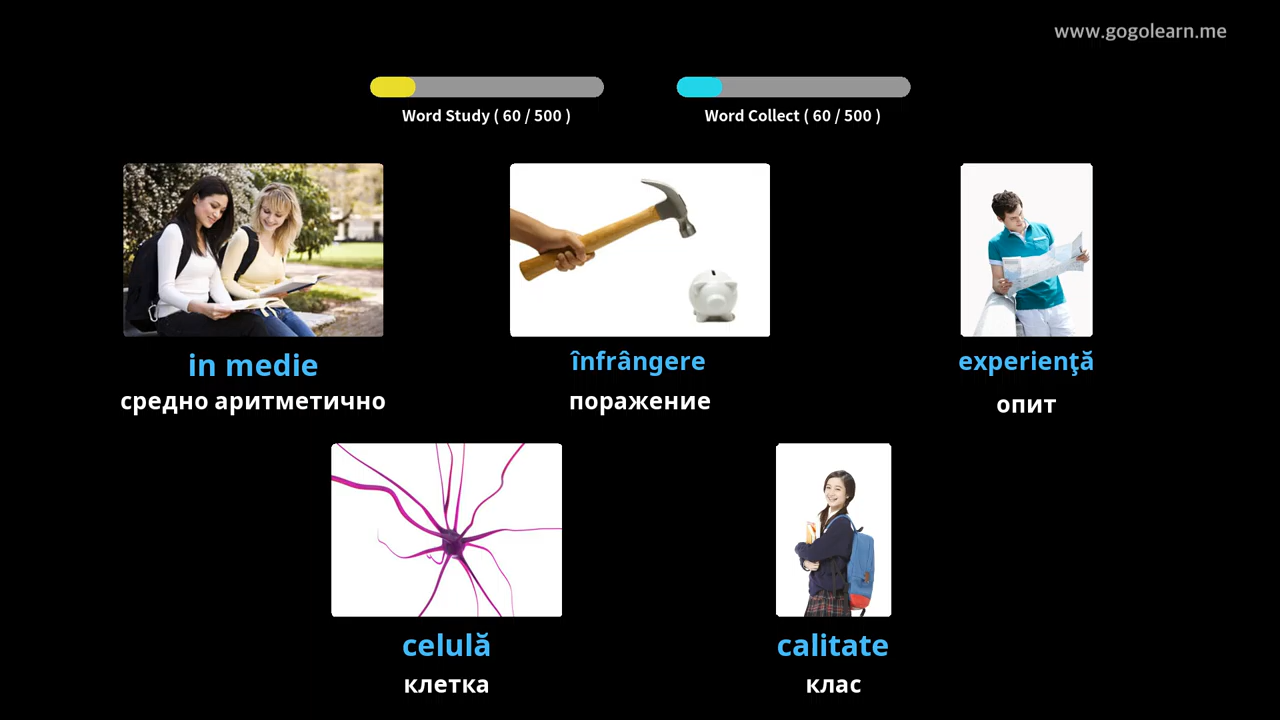 www.gogolearn.me
Word Study ( 60 / 500 )
Word Collect ( 60 / 500 )
in medie
средно аритметично
înfrângere
поражение
experienţă
опит
celulă
клетка
calitate
клас